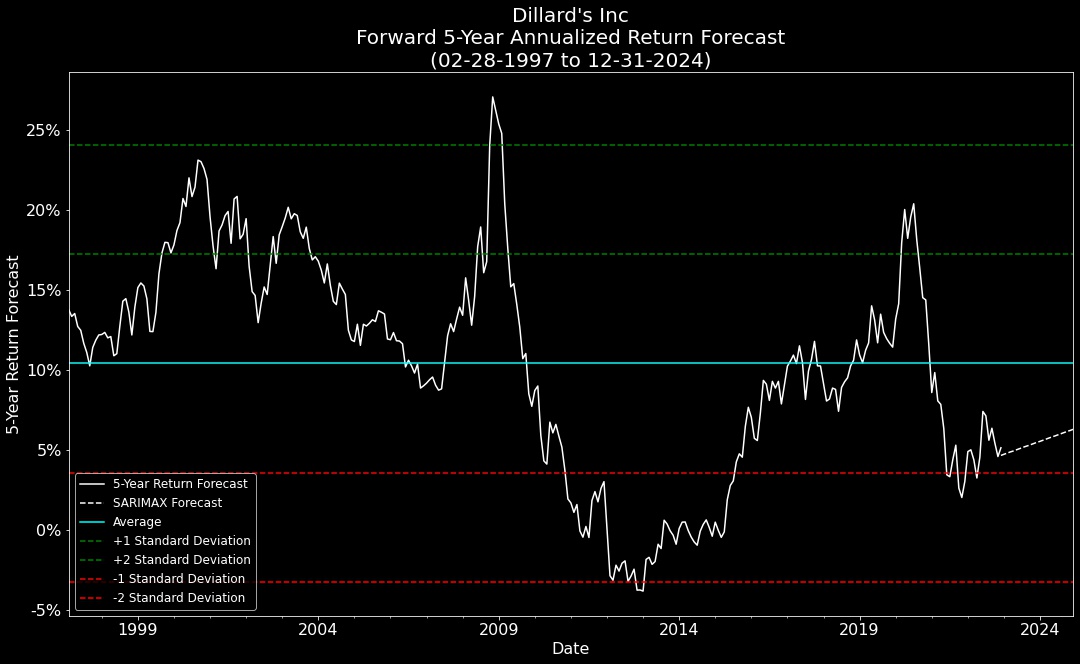 Dillard's Inc
Forward 5-Year Annualized Return Forecast
(02-28-1997 to 12-31-2024)
5-Year Return Forecast
25%
20%
15%
10%
5%
0%
-5%
5-Year Return Forecast
SARIMAX Forecast
Average
+1 Standard Deviation
+2 Standard Deviation
-1 Standard Deviation
-2 Standard Deviation
1999
2004
2009
2014
2019
2024
Date